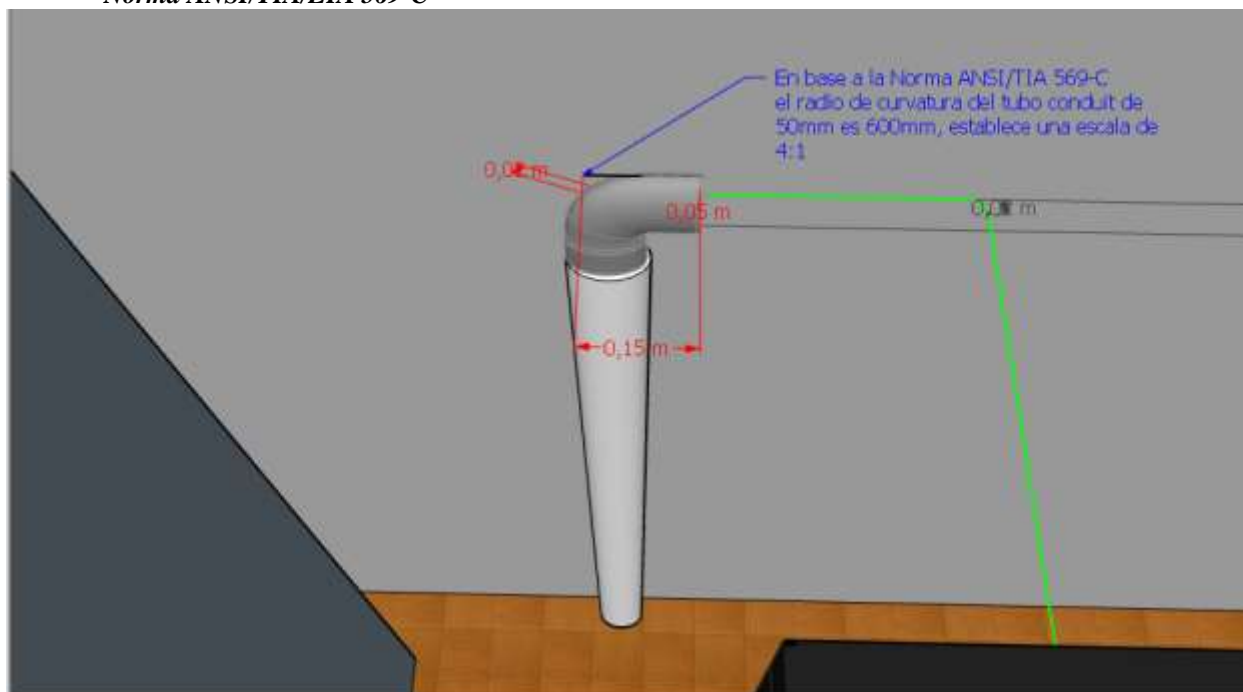 Norma ANSI/TIA/EIA 569-C
En base a la Norma ANSI/TIA 569-C
el radio de curvatura del tubo conduit de
50mm es 600mm, establece una escala de
4:1
0,05 m
0,15 m